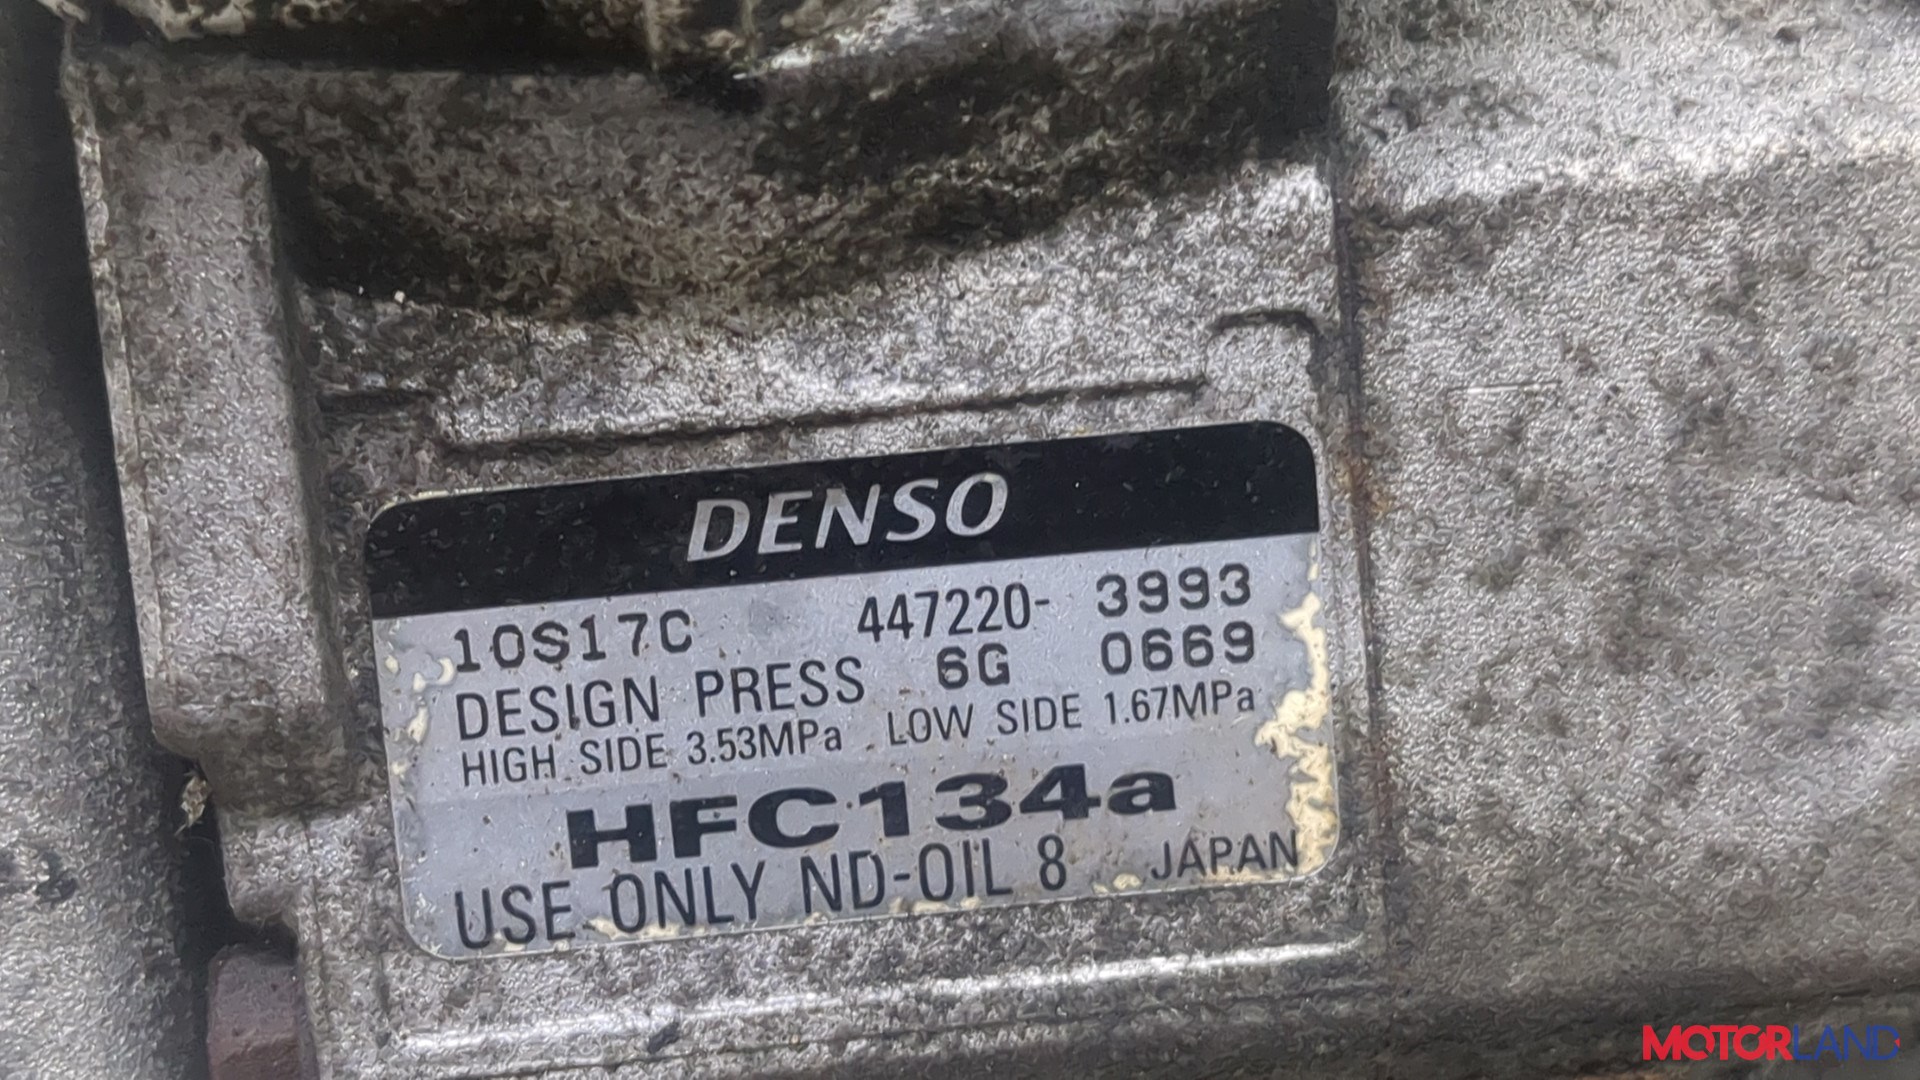 DENSO
10S17C 447220- 3993
DESIGN PRESS 6G 0669
HIGH SIDE 3.53MPa LOW SIDE 1.67MPa
HFC134a
USE ONLY ND-OIL 8 JAPAN
MOTORLAND